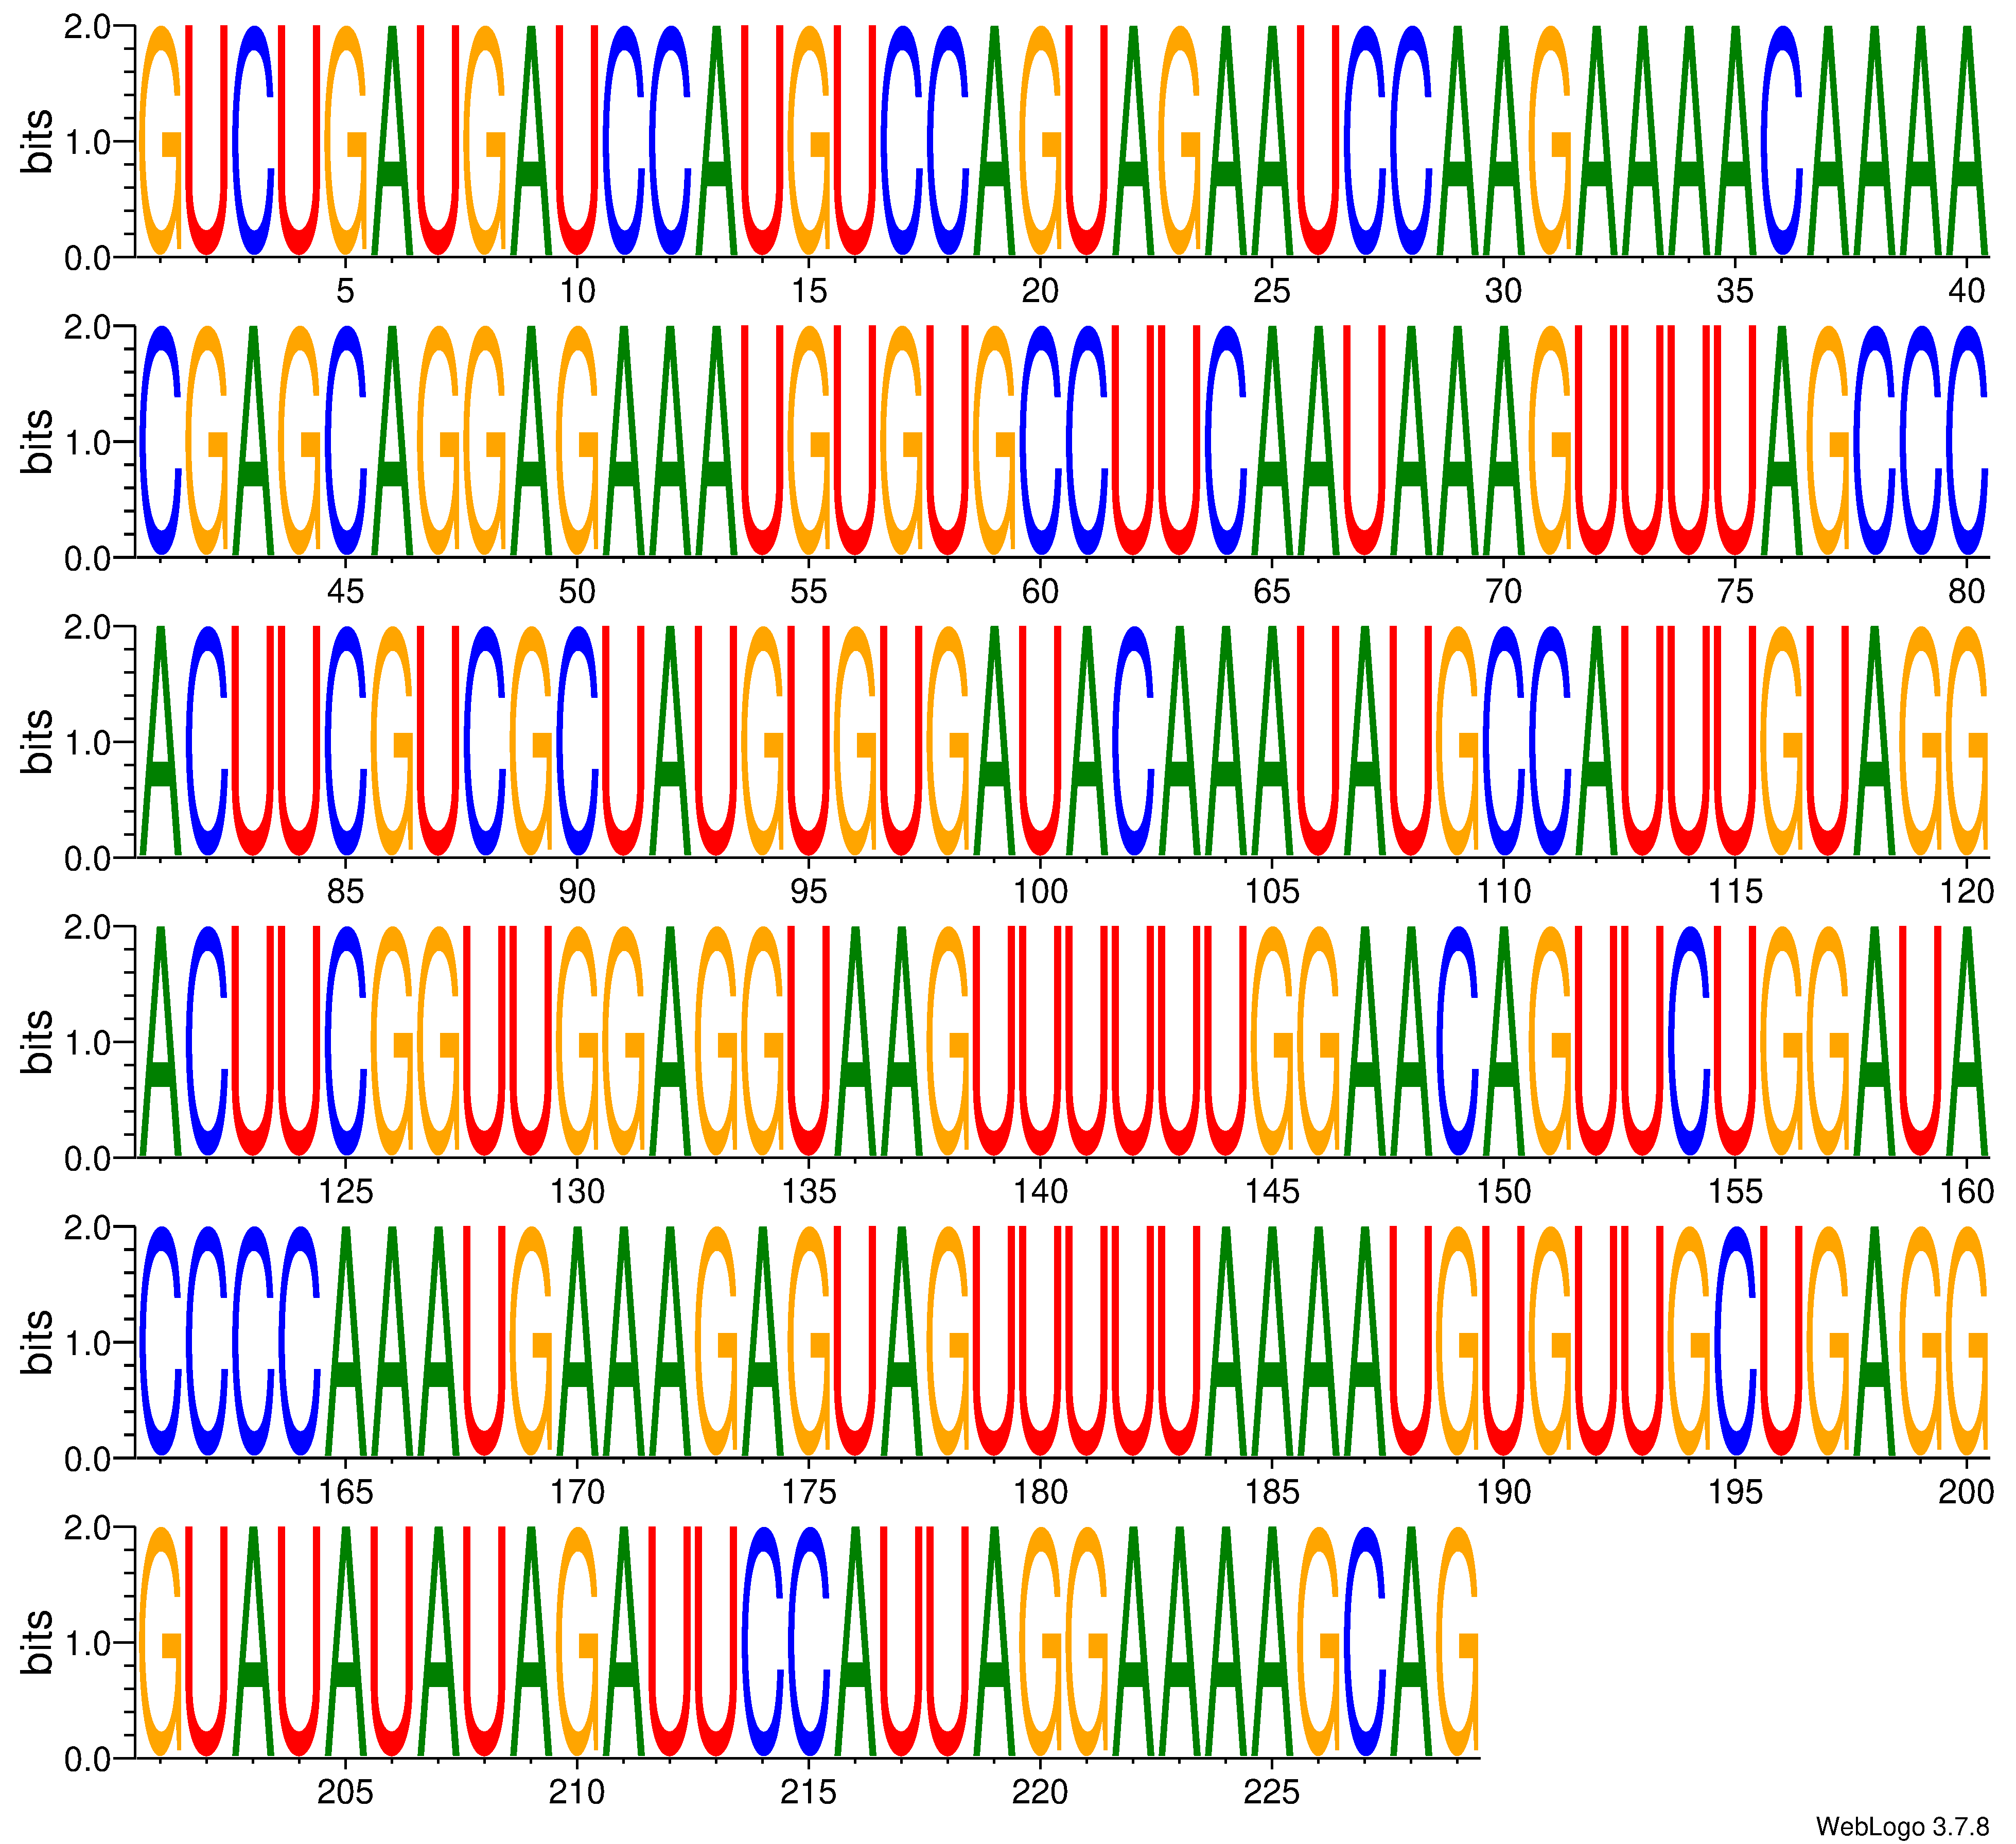 bits 2.0 1.0 0.0 GUCUGAUGAUCCAUGUCCAGUAGAAUCCAAGAAAACAAAA
5 10 15 20 25 30 35 40
bits 2.0 1.0 0.0 CGAGCAGGAGAAAUGUGUGCCUUCAAUAAAGUUUUAGCCC
45 50 55 60 65 70 75 80
bits 2.0 1.0 0.0 ACUUCGUCGCUAUGUGUGAUACAAAUAUGCCAUUUGUAGG
85 90 95 100 105 110 115 120
bits 2.0 1.0 0.0 ACUUCGGUUGGAGGUAAGUUUUUUGGAACAGUUCUGGAUA
125 130 135 140 145 150 155 160
bits 2.0 1.0 0.0 CCCCAAAUGAAAGAGUAGUUUUUAAAAUGUGUUGCUGAGG
165 170 175 180 185 190 195 200
bits 2.0 1.0 0.0 GUAUAUAUAGAUUCCAUUAGGAAAAGCAG
205 210 215 220 225
WebLogo 3.7.8